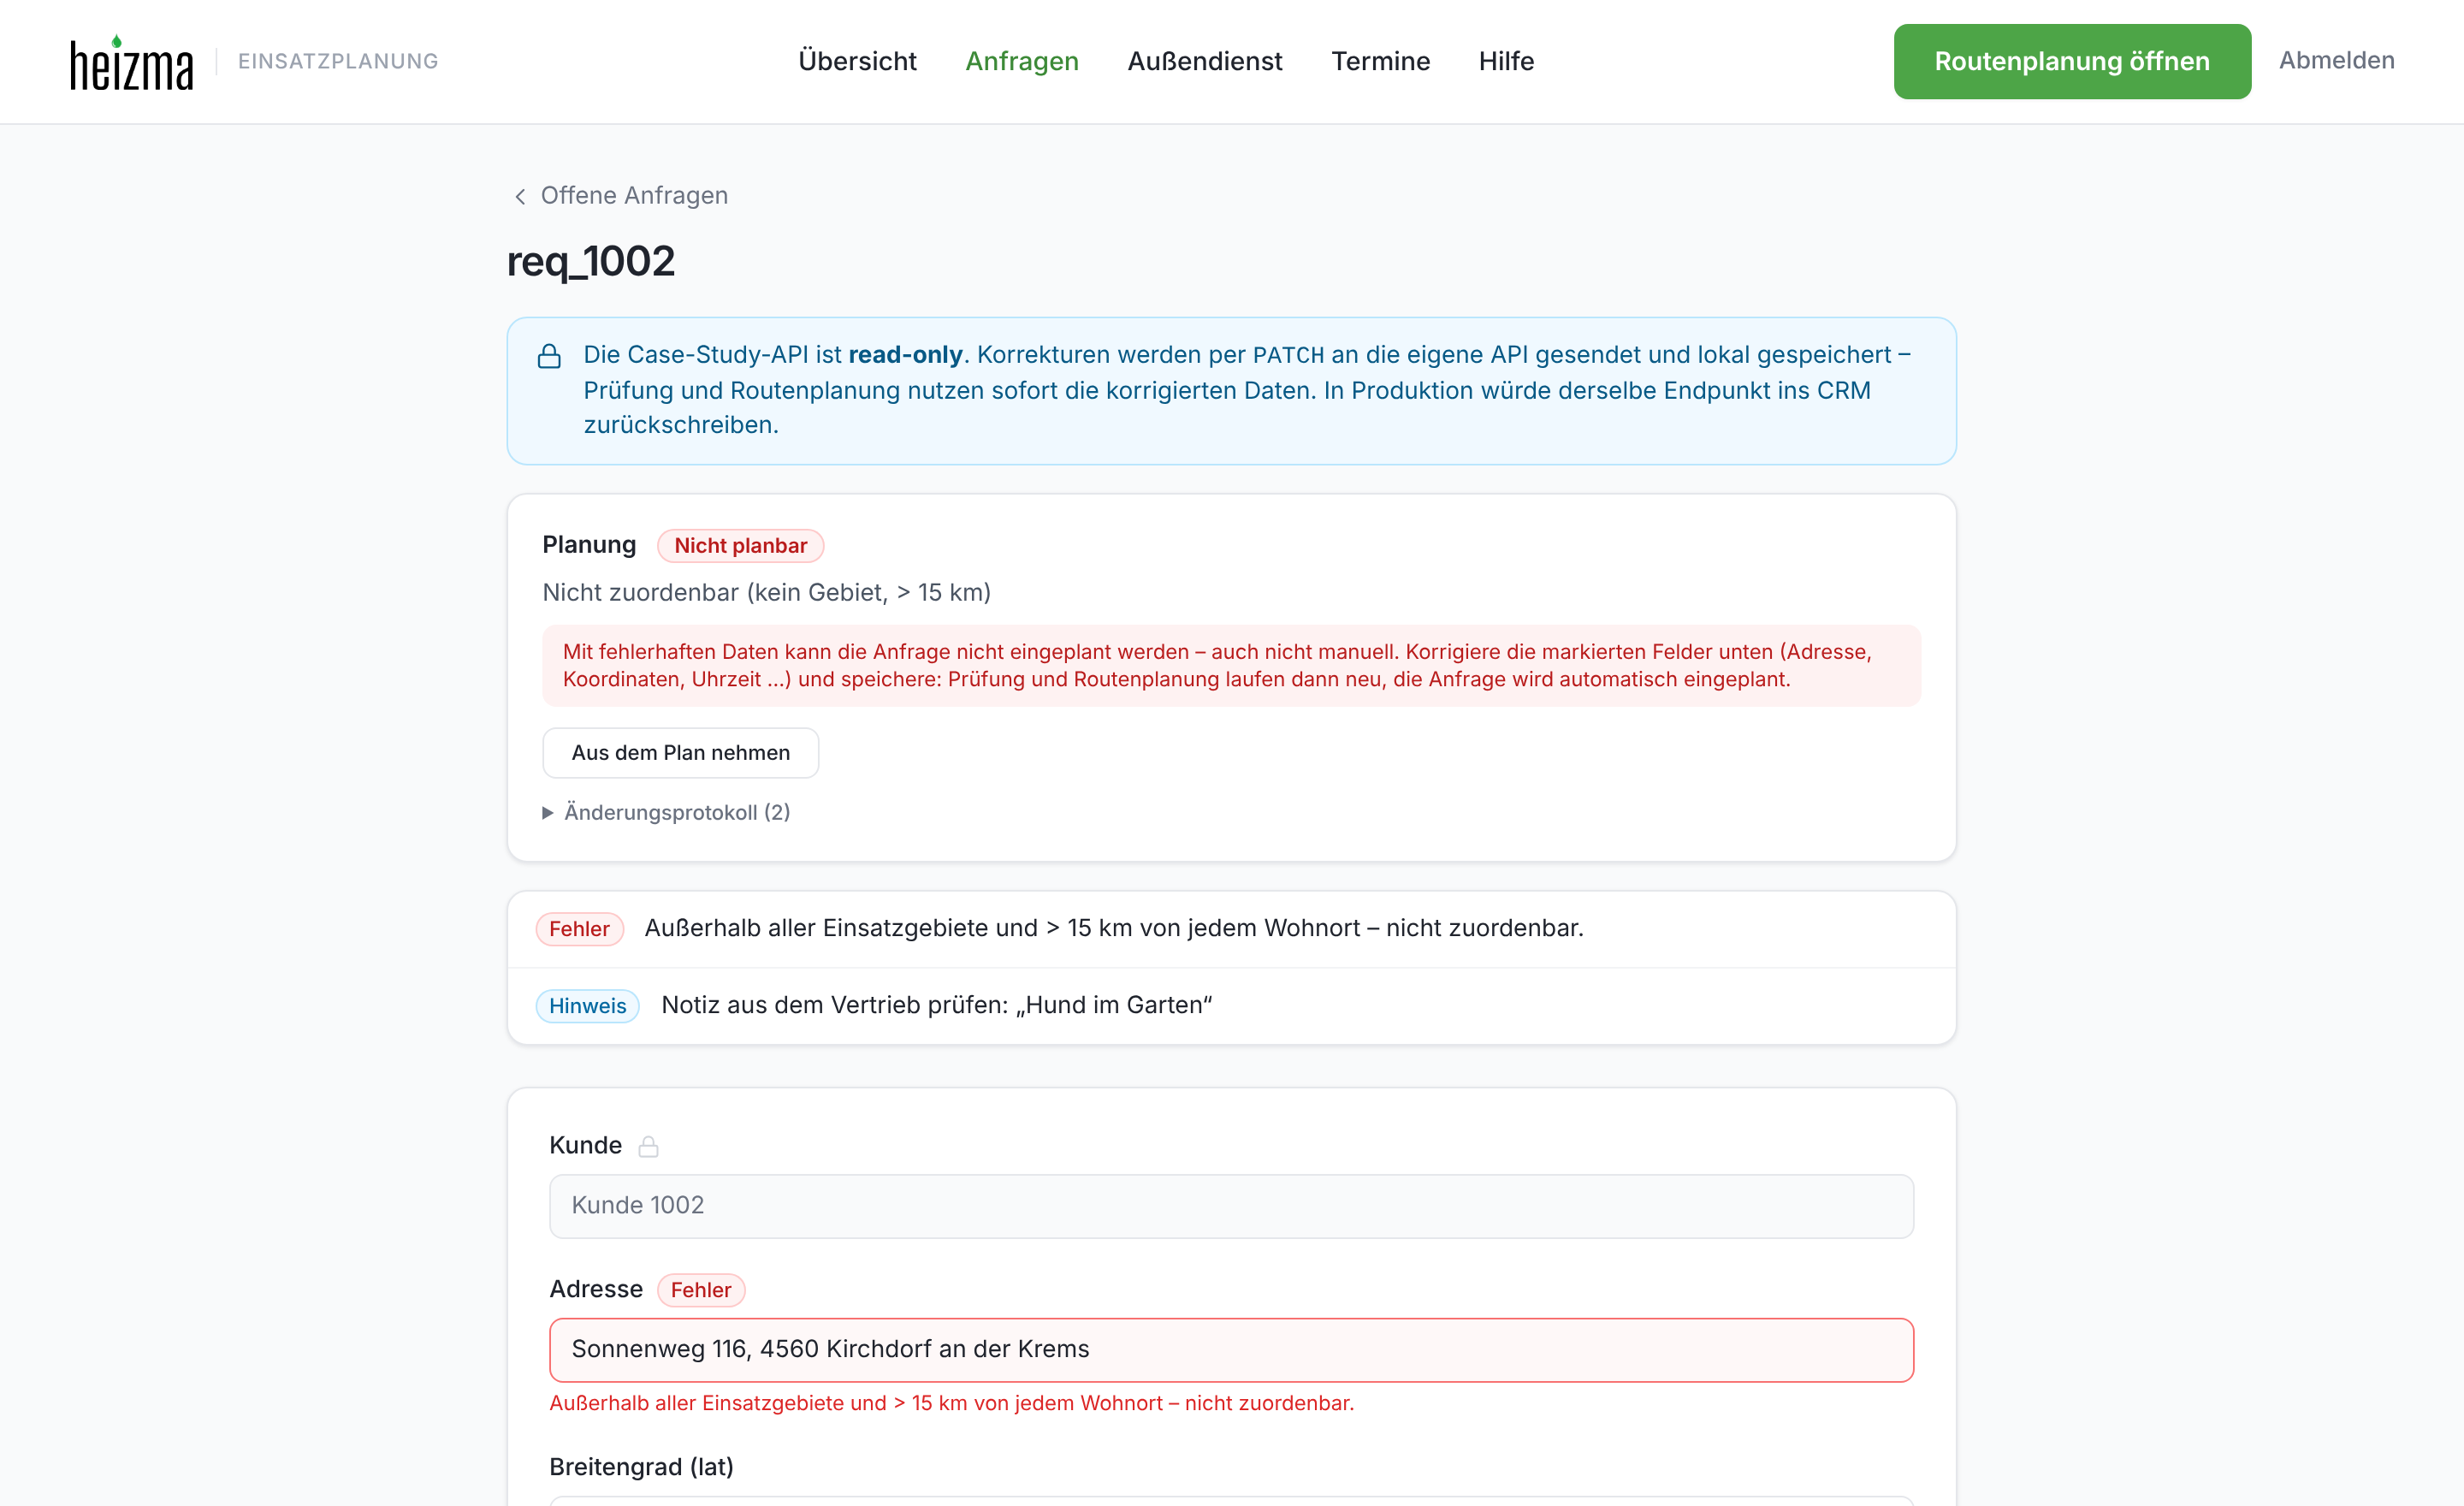 heizma
EINSATZPLANUNG
Übersicht
Anfragen
Außendienst
Termine
Hilfe
Routenplanung öffnen
Abmelden
Offene Anfragen
req_1002
Die Case-Study-API ist read-only. Korrekturen werden per PATCH an die eigene API gesendet und lokal gespeichert –
Prüfung und Routenplanung nutzen sofort die korrigierten Daten. In Produktion würde derselbe Endpunkt ins CRM
zurückschreiben.
Planung
Nicht planbar
Nicht zuordenbar (kein Gebiet, > 15 km)
Mit fehlerhaften Daten kann die Anfrage nicht eingeplant werden – auch nicht manuell. Korrigiere die markierten Felder unten (Adresse,
Koordinaten, Uhrzeit ...) und speichere: Prüfung und Routenplanung laufen dann neu, die Anfrage wird automatisch eingeplant.
Aus dem Plan nehmen
Änderungsprotokoll (2)
Fehler
Außerhalb aller Einsatzgebiete und > 15 km von jedem Wohnort – nicht zuordenbar.
Hinweis
Notiz aus dem Vertrieb prüfen: „Hund im Garten“
Kunde
Kunde 1002
Adresse
Fehler
Sonnenweg 116, 4560 Kirchdorf an der Krems
Außerhalb aller Einsatzgebiete und > 15 km von jedem Wohnort – nicht zuordenbar.
Breitengrad (lat)